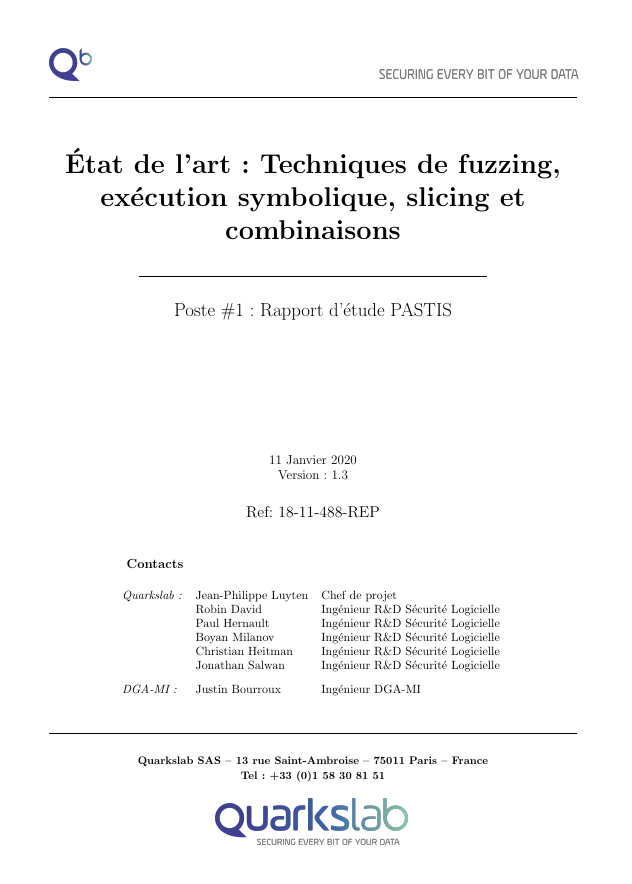 Qb
SECURING EVERY BIT OF YOUR DATA
État de l'art : Techniques de fuzzing,
exécution symbolique, slicing et
combinaisons
Poste #1 : Rapport d'étude PASTIS
11 Janvier 2020
Version : 1.3
Ref: 18-11-488-REP
Contacts
Quarkslab : Jean-Philippe Luyten Chef de projet
Robin David Ingénieur R&D Sécurité Logicielle
Paul Hernault Ingénieur R&D Sécurité Logicielle
Boyan Milanov Ingénieur R&D Sécurité Logicielle
Christian Heitman Ingénieur R&D Sécurité Logicielle
Jonathan Salwan Ingénieur R&D Sécurité Logicielle
DGA-MI : Justin Bourroux Ingénieur DGA-MI
Quarkslab SAS – 13 rue Saint-Ambroise – 75011 Paris – France
Tel : +33 (0)1 58 30 81 51
Quarkslab
SECURING EVERY BIT OF YOUR DATA